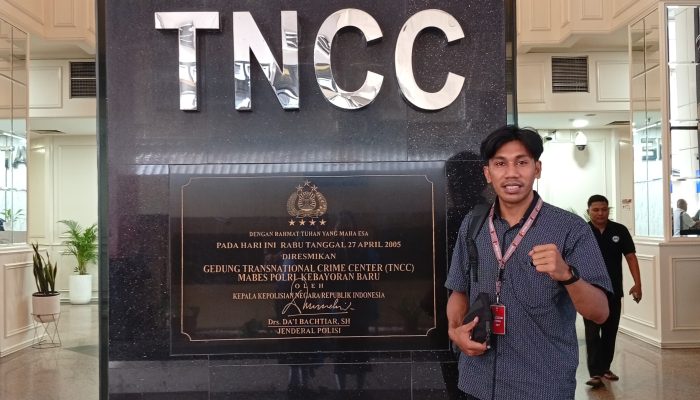 TNCC
DENGAN RAHMAT TUHAN YANG MAHA ESA
PADA HARI INI RABU TANGGAL 27 APRIL 2005
DIRESMIKAN
GEDUNG TRANSNATIONAL CRIME CENTER (TNCC)
MABES POLRI KEBAYORAN BARU
OLEH
KEPALA KEPOLISIAN NEGARA REPUBLIK INDONESIA
Drs. DA'I BACHTIAR, SH
JENDERAL POLISI